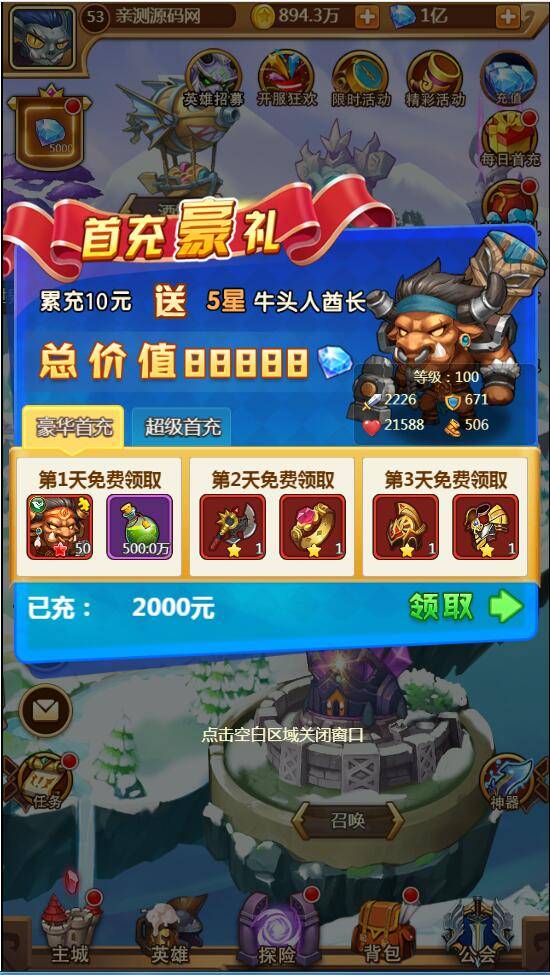 53 亲测源码网 894.3万 1亿
英雄招募 开服狂欢 限时活动 精彩活动 充值
5000
每日首充
首充豪礼
累充10元 送 5星 牛头人酋长
总价值88888
等级：100
2226 671
21588 506
豪华首充 超级首充
第1天免费领取 第2天免费领取 第3天免费领取
50 500.0万 1 1 1 1
已充： 2000元 领取
点击空白区域关闭窗口
任务 神器
召唤
主城 英雄 探险 背包 公会